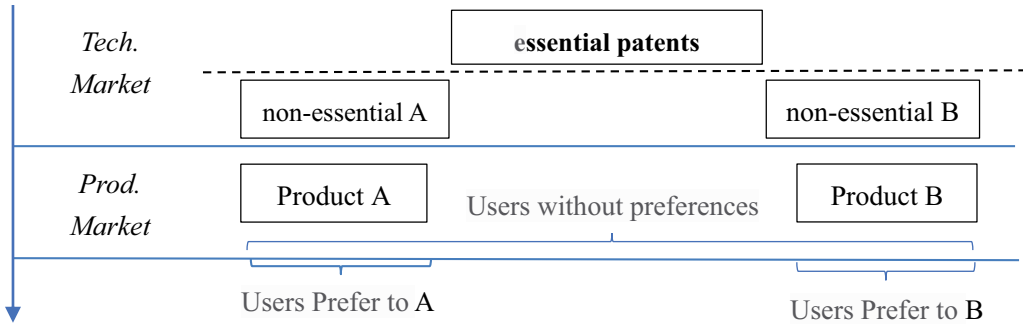 Tech.
Market
essential patents
non-essential A
non-essential B
Prod.
Market
Product A
Users without preferences
Product B
Users Prefer to A
Users Prefer to B